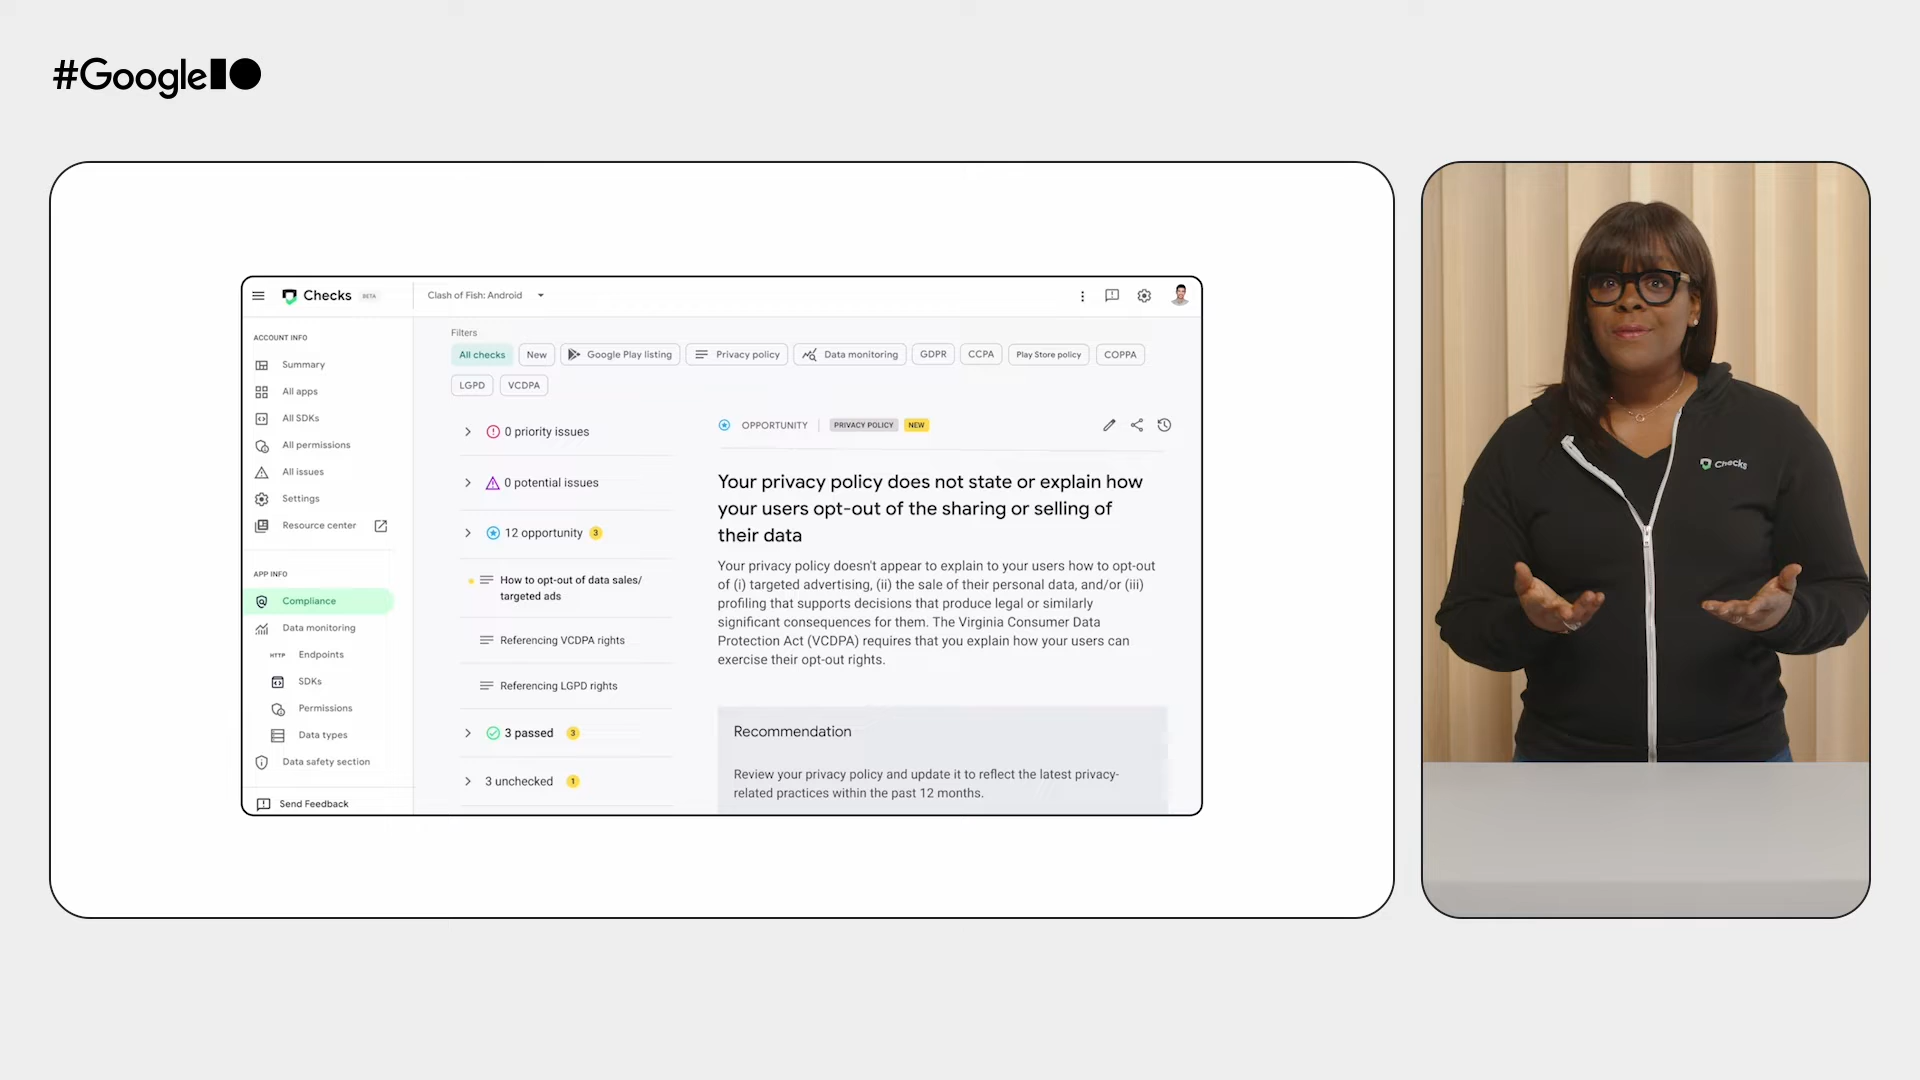 #GoogleIO
Checks BETA
Clash of Fish: Android
ACCOUNT INFO
Summary
All apps
All SDKs
All permissions
All issues
Settings
Resource center
APP INFO
Compliance
Data monitoring
HTTP Endpoints
SDKs
Permissions
Data types
Data safety section
Send Feedback
Filters
All checks New Google Play listing Privacy policy Data monitoring GDPR CCPA Play Store policy COPPA
LGPD VCDPA
0 priority issues
0 potential issues
12 opportunity 3
How to opt-out of data sales/
targeted ads
Referencing VCDPA rights
Referencing LGPD rights
3 passed 3
3 unchecked 1
OPPORTUNITY PRIVACY POLICY NEW
Your privacy policy does not state or explain how
your users opt-out of the sharing or selling of
their data
Your privacy policy doesn't appear to explain to your users how to opt-out
of (i) targeted advertising, (ii) the sale of their personal data, and/or (iii)
profiling that supports decisions that produce legal or similarly
significant consequences for them. The Virginia Consumer Data
Protection Act (VCDPA) requires that you explain how your users can
exercise their opt-out rights.
Recommendation
Review your privacy policy and update it to reflect the latest privacy-
related practices within the past 12 months.
Checks